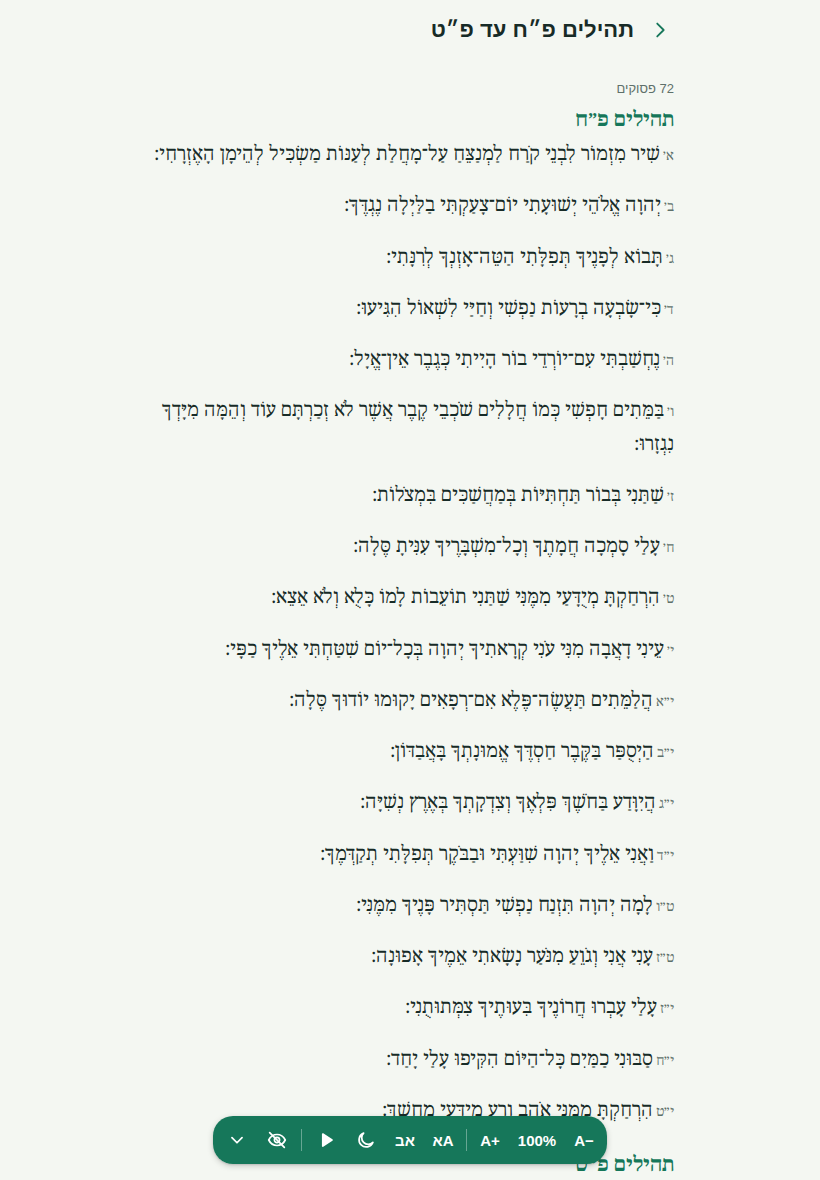 תהילים פ״ח עד פ״ט
72 פסוקים
תהילים פ״ח
א׳ שִׁיר מִזְמוֹר לִבְנֵי קֹרַח לַמְנַצֵּחַ עַל־מָחֲלַת לְעַנּוֹת מַשְׂכִּיל לְהֵימָן הָאֶזְרָחִי:
ב׳ יְהוָה אֱלֹהֵי יְשׁוּעָתִי יוֹם־צָעַקְתִּי בַלַּיְלָה נֶגְדֶּךָ:
ג׳ תָּבוֹא לְפָנֶיךָ תְּפִלָּתִי הַטֵּה־אָזְנְךָ לְרִנָּתִי:
ד׳ כִּי־שָׂבְעָה בְרָעוֹת נַפְשִׁי וְחַיַּי לִשְׁאוֹל הִגִּיעוּ:
ה׳ נֶחְשַׁבְתִּי עִם־יוֹרְדֵי בוֹר הָיִיתִי כְּגֶבֶר אֵין־אֱיָל:
ו׳ בַּמֵּתִים חָפְשִׁי כְּמוֹ חֲלָלִים שֹׁכְבֵי קֶבֶר אֲשֶׁר לֹא זְכַרְתָּם עוֹד וְהֵמָּה מִיָּדְךָ
נִגְזָרוּ:
ז׳ שַׁתַּנִי בְּבוֹר תַּחְתִּיּוֹת בְּמַחֲשַׁכִּים בִּמְצֹלוֹת:
ח׳ עָלַי סָמְכָה חֲמָתֶךָ וְכָל־מִשְׁבָּרֶיךָ עִנִּיתָ סֶּלָה:
ט׳ הִרְחַקְתָּ מְיֻדָּעַי מִמֶּנִּי שַׁתַּנִי תוֹעֵבוֹת לָמוֹ כָּלֻא וְלֹא אֵצֵא:
י׳ עֵינִי דָאֲבָה מִנִּי עֹנִי קְרָאתִיךָ יְהוָה בְּכָל־יוֹם שִׁטַּחְתִּי אֵלֶיךָ כַפָּי:
י״א הֲלַמֵּתִים תַּעֲשֶׂה־פֶּלֶא אִם־רְפָאִים יָקוּמוּ יוֹדוּךָ סֶּלָה:
י״ב הַיְסֻפַּר בַּקֶּבֶר חַסְדֶּךָ אֱמוּנָתְךָ בָּאֲבַדּוֹן:
י״ג הֲיִוָּדַע בַּחֹשֶׁךְ פִּלְאֶךָ וְצִדְקָתְךָ בְּאֶרֶץ נְשִׁיָּה:
י״ד וַאֲנִי אֵלֶיךָ יְהוָה שִׁוַּעְתִּי וּבַבֹּקֶר תְּפִלָּתִי תְקַדְּמֶךָּ:
ט״ו לָמָה יְהוָה תִּזְנַח נַפְשִׁי תַּסְתִּיר פָּנֶיךָ מִמֶּנִּי:
ט״ז עָנִי אֲנִי וְגוֵֹעַ מִנֹּעַר נָשָׂאתִי אֵמֶיךָ אָפוּנָה:
י״ז עָלַי עָבְרוּ חֲרוֹנֶיךָ בִּעוּתֶיךָ צִמְּתוּתֻנִי:
י״ח סַבּוּנִי כַמַּיִם כָּל־הַיּוֹם הִקִּיפוּ עָלַי יָחַד:
י״ט הִרְחַקְתָּ מִמֶּנִּי אֹהֵב וָרֵעַ מְיֻדָּעַי מַחְשָׁךְ:
A− 100% A+ אA אב
תהילים פ״ט